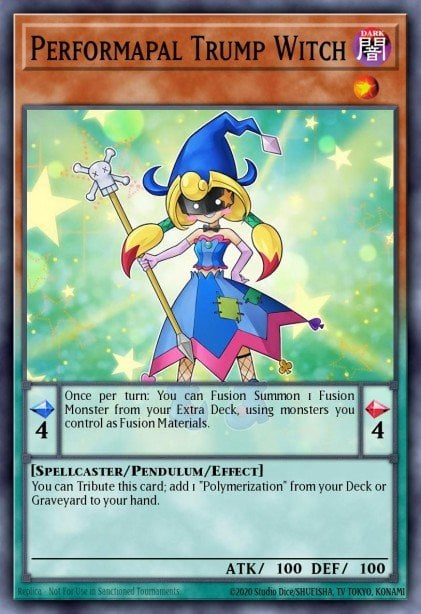 PERFORMAPAL TRUMP WITCH
DARK
闇
Once per turn: You can Fusion Summon 1 Fusion
Monster from your Extra Deck, using monsters you
control as Fusion Materials.
4
4
[SPELLCASTER/PENDULUM/EFFECT]
You can Tribute this card; add 1 "Polymerization" from your Deck or
Graveyard to your hand.
ATK/ 100 DEF/ 100
Replica - Not For Use in Sanctioned Tournaments
©2020 Studio Dice/SHUEISHA, TV TOKYO, KONAMI